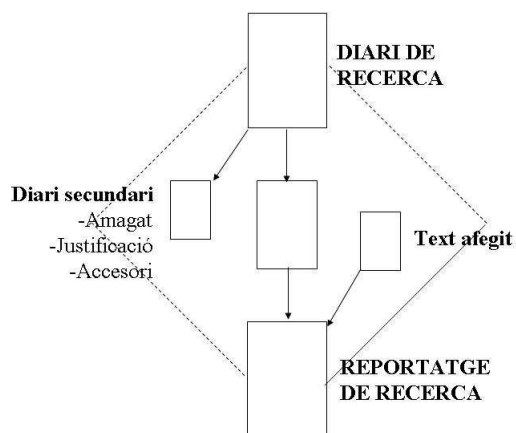 DIARI DE
RECERCA
Diari secundari
-Amagat
-Justificació
-Accesori
Text afegit
REPORTATGE
DE RECERCA